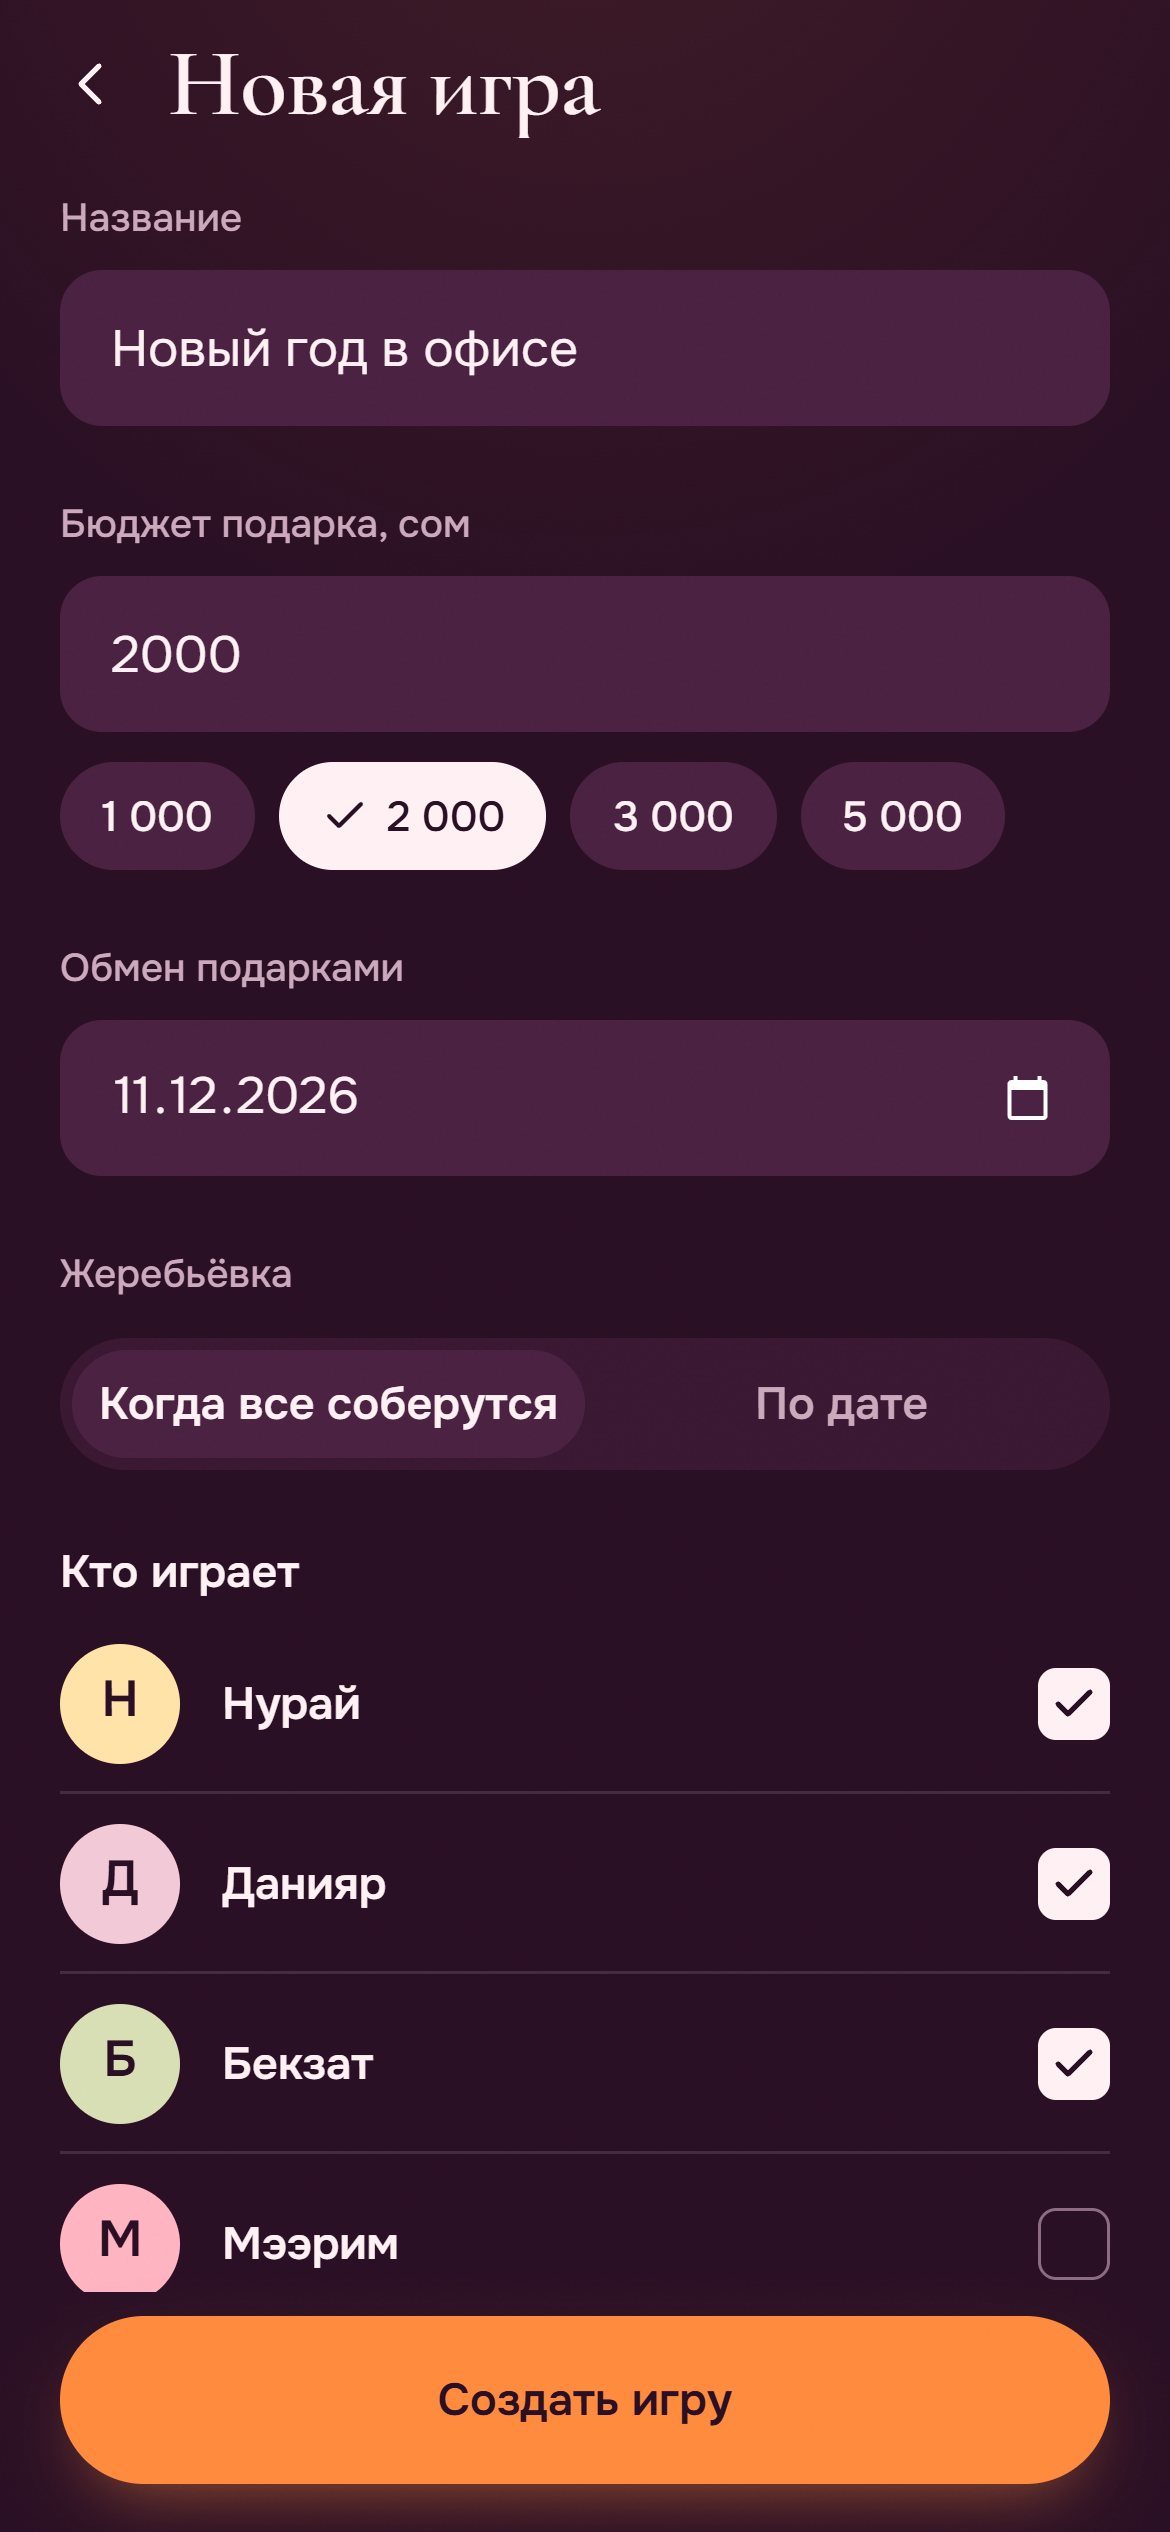 Новая игра
Название
Новый год в офисе
Бюджет подарка, сом
2000
1 000
2 000
3 000
5 000
Обмен подарками
11.12.2026
Жеребьёвка
Когда все соберутся
По дате
Кто играет
Н
Нурай
Д
Данияр
Б
Бекзат
М
Мээрим
Создать игру